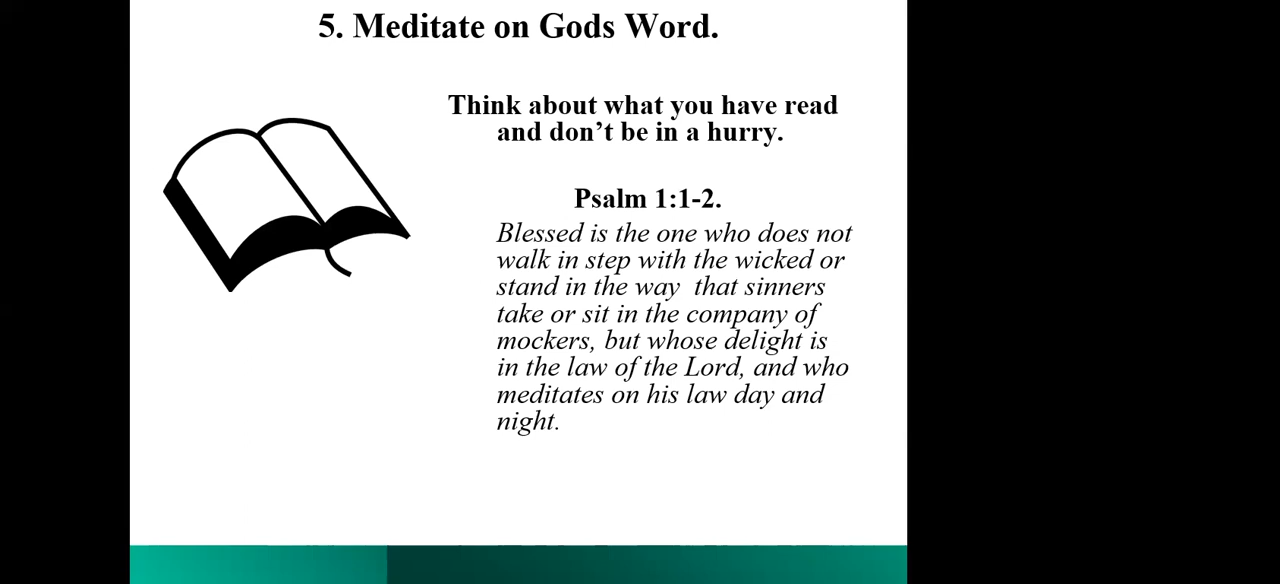 5. Meditate on Gods Word.
Think about what you have read
and don’t be in a hurry.
Psalm 1:1-2.
Blessed is the one who does not
walk in step with the wicked or
stand in the way  that sinners
take or sit in the company of
mockers, but whose delight is
in the law of the Lord, and who
meditates on his law day and
night.